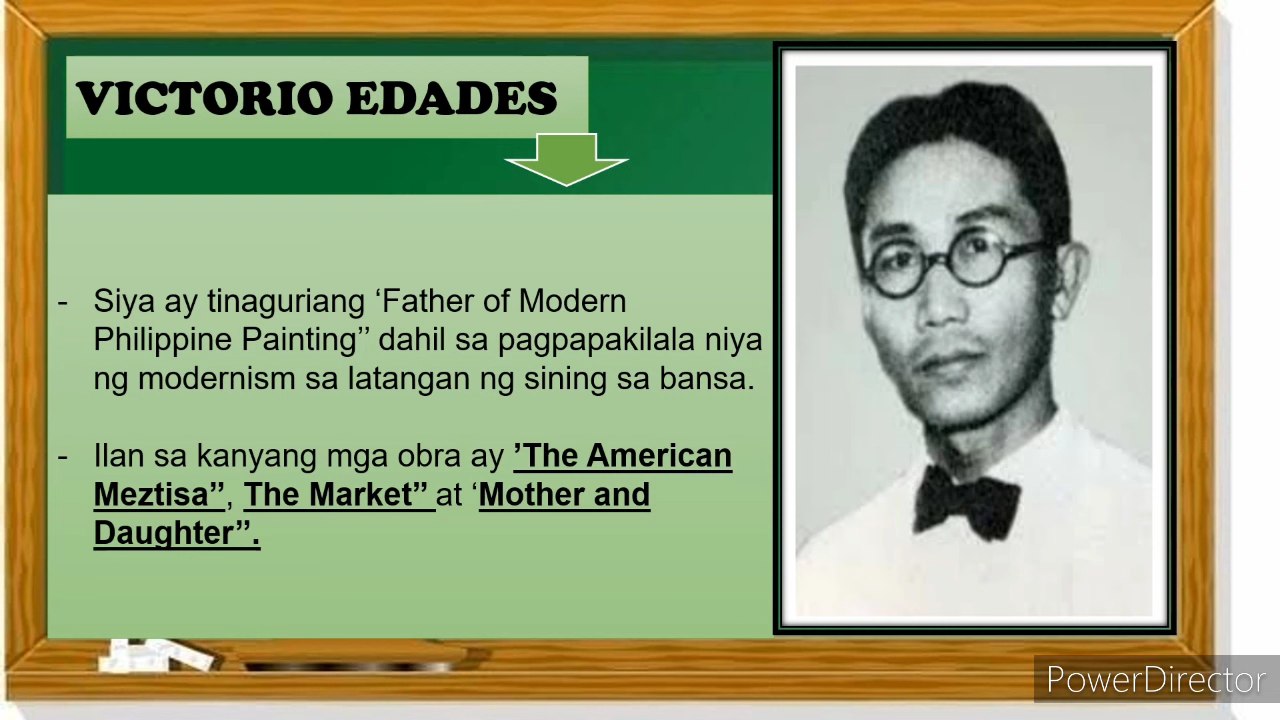 VICTORIO EDADES
- Siya ay tinaguriang ‘Father of Modern
Philippine Painting’’ dahil sa pagpapakilala niya
ng modernism sa latangan ng sining sa bansa.
- Ilan sa kanyang mga obra ay ’The American
Meztisa”, The Market” at ‘Mother and
Daughter”.
PowerDirector